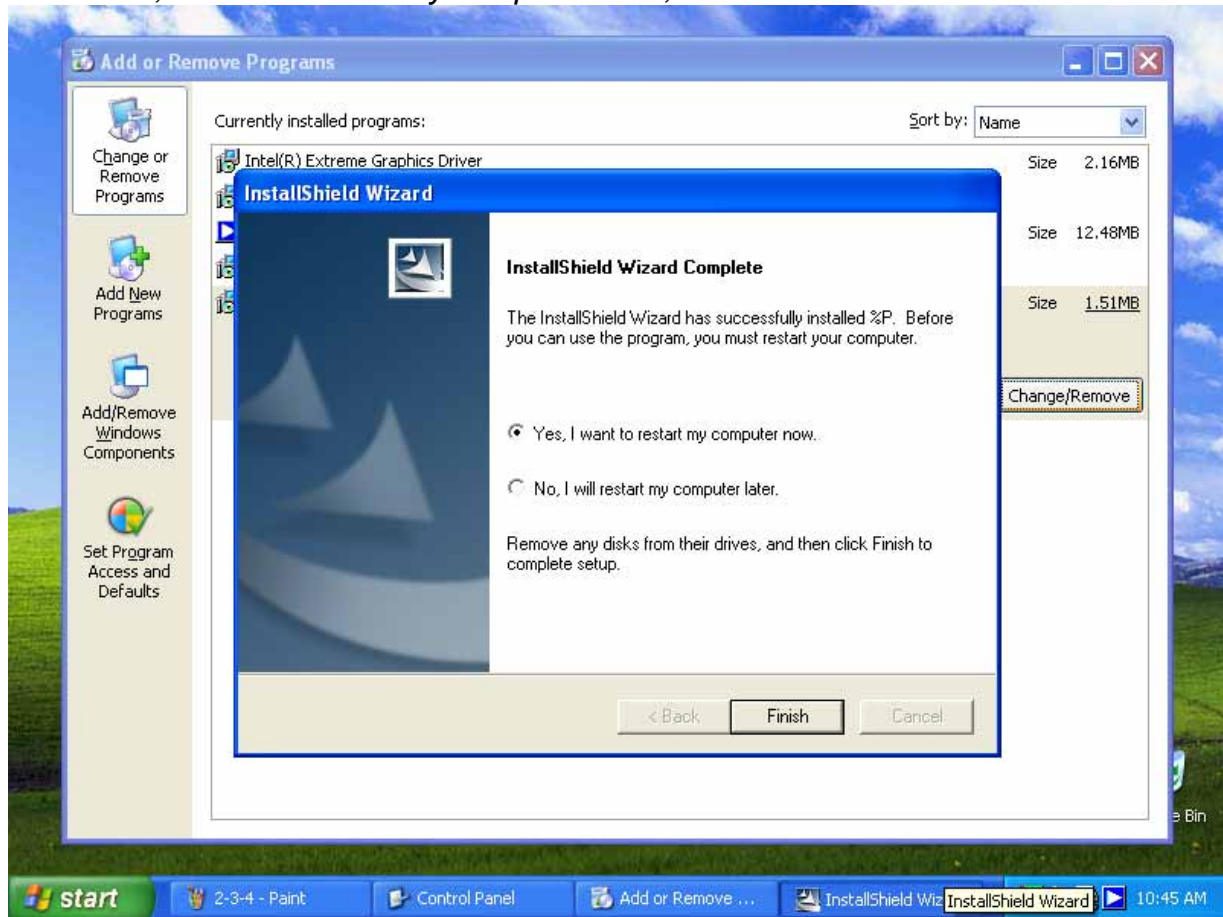 Add or Remove Programs
Change or
Remove
Programs
Add New
Programs
Add/Remove
Windows
Components
Set Program
Access and
Defaults
Currently installed programs:
Sort by: Name
Intel(R) Extreme Graphics Driver
Size 2.16MB
Size 12.48MB
Size 1.51MB
Change/Remove
InstallShield Wizard
InstallShield Wizard Complete
The InstallShield Wizard has successfully installed %P. Before
you can use the program, you must restart your computer.
Yes, I want to restart my computer now.
No, I will restart my computer later.
Remove any disks from their drives, and then click Finish to
complete setup.
< Back Finish Cancel
e Bin
start 2-3-4 - Paint Control Panel Add or Remove ... InstallShield Wiz InstallShield Wizard 10:45 AM